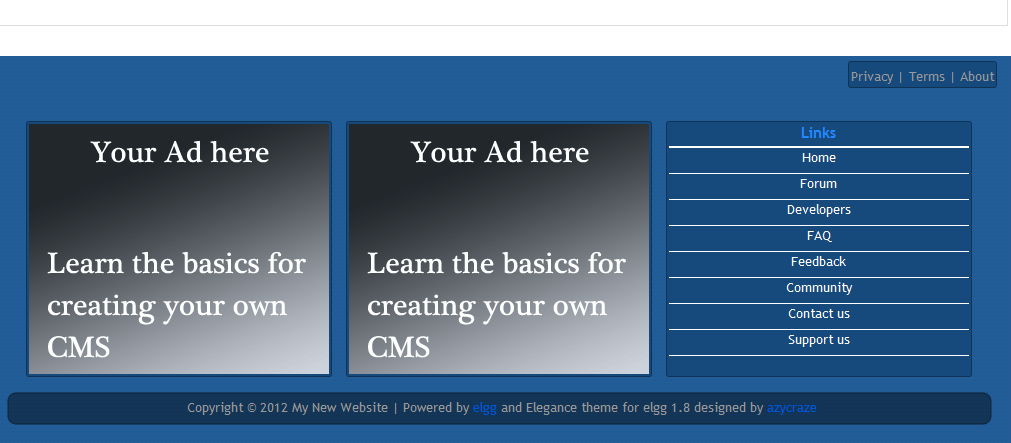 Privacy | Terms | About
Your Ad here
Learn the basics for
creating your own
CMS
Your Ad here
Learn the basics for
creating your own
CMS
Links
Home
Forum
Developers
FAQ
Feedback
Community
Contact us
Support us
Copyright © 2012 My New Website | Powered by elgg and Elegance theme for elgg 1.8 designed by azycraze